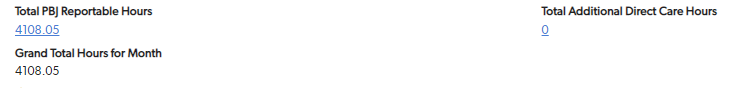 Total PBJ Reportable Hours
4108.05
Total Additional Direct Care Hours
0
Grand Total Hours for Month
4108.05